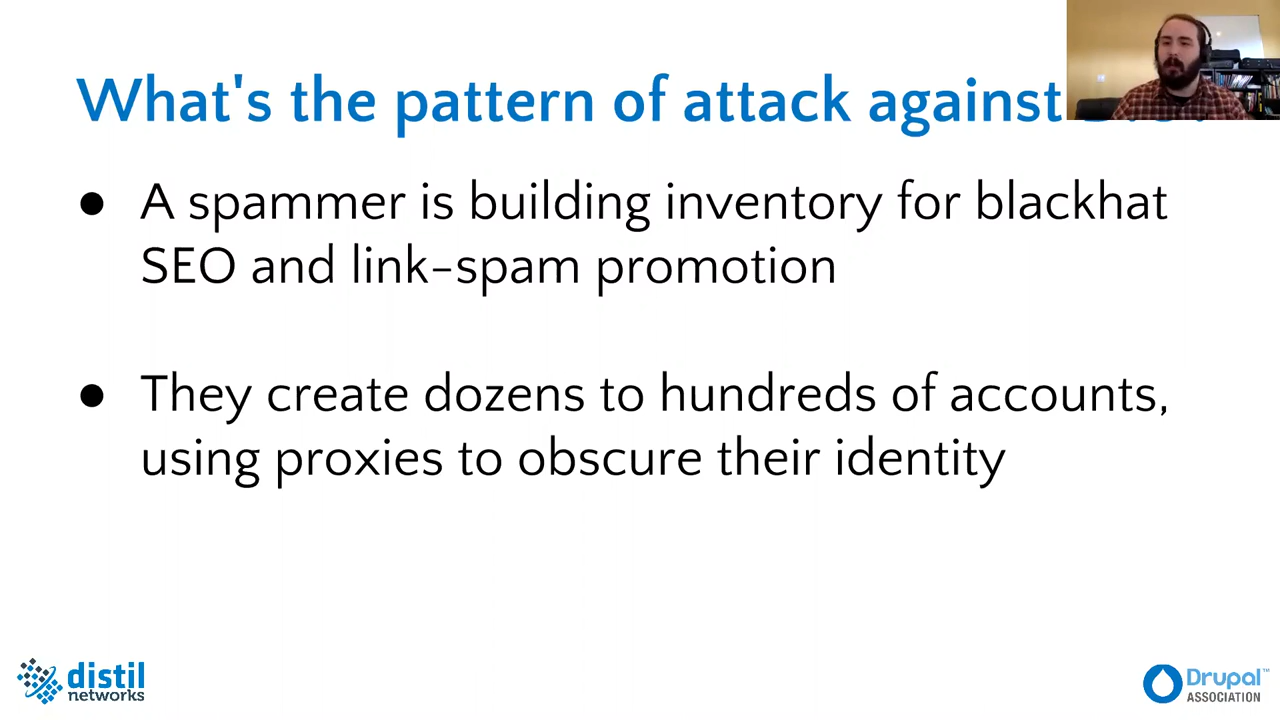 What's the pattern of attack against
● A spammer is building inventory for blackhat
SEO and link-spam promotion
● They create dozens to hundreds of accounts,
using proxies to obscure their identity
distil
networks
Drupal™
ASSOCIATION